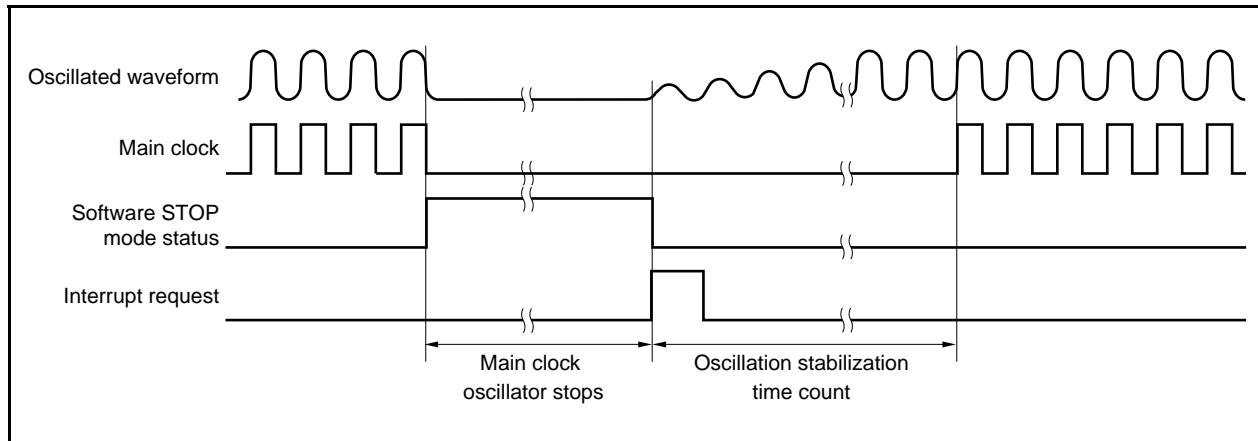 Oscillated waveform
Main clock
Software STOP
mode status
Interrupt request
Main clock
oscillator stops
Oscillation stabilization
time count